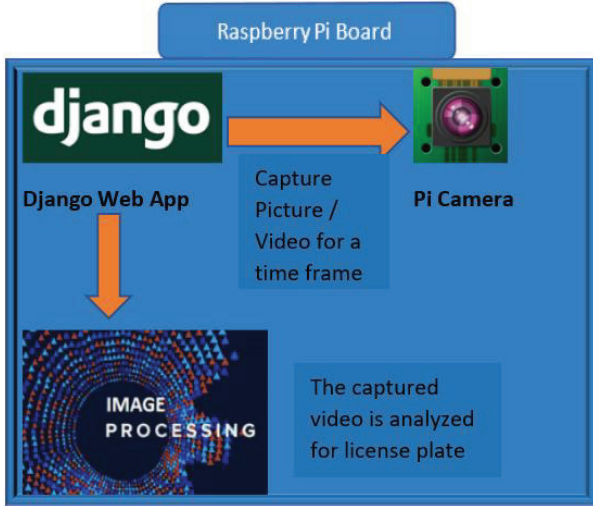 Raspberry Pi Board
django
Django Web App
Capture
Picture /
Video for a
time frame
Pi Camera
IMAGE
PROCESSING
The captured
video is analyzed
for license plate